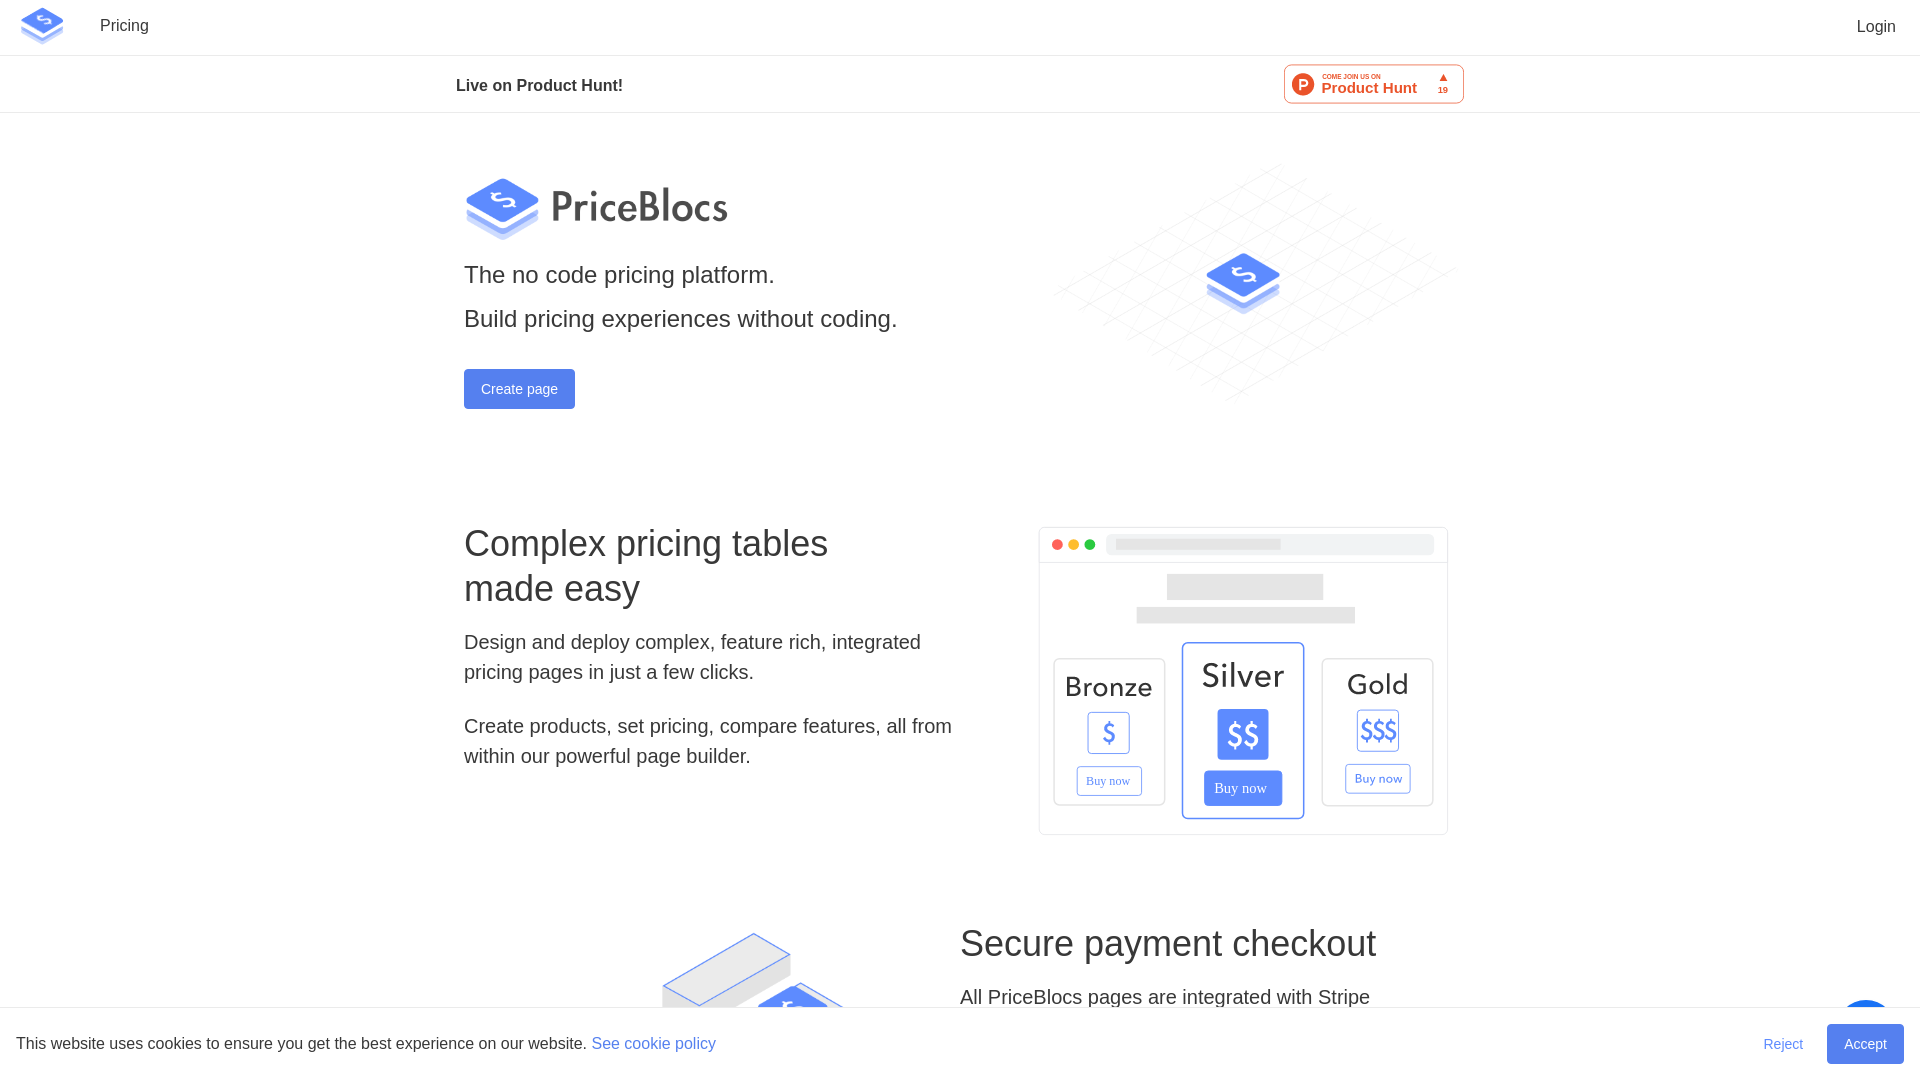 Pricing
Login
Live on Product Hunt!
COME JOIN US ON
Product Hunt
19
PriceBlocs
The no code pricing platform.
Build pricing experiences without coding.
Create page
Complex pricing tables
made easy
Design and deploy complex, feature rich, integrated
pricing pages in just a few clicks.
Create products, set pricing, compare features, all from
within our powerful page builder.
Bronze
$
Buy now
Silver
$$
Buy now
Gold
$$$
Buy now
Secure payment checkout
All PriceBlocs pages are integrated with Stripe
This website uses cookies to ensure you get the best experience on our website. See cookie policy
Reject
Accept